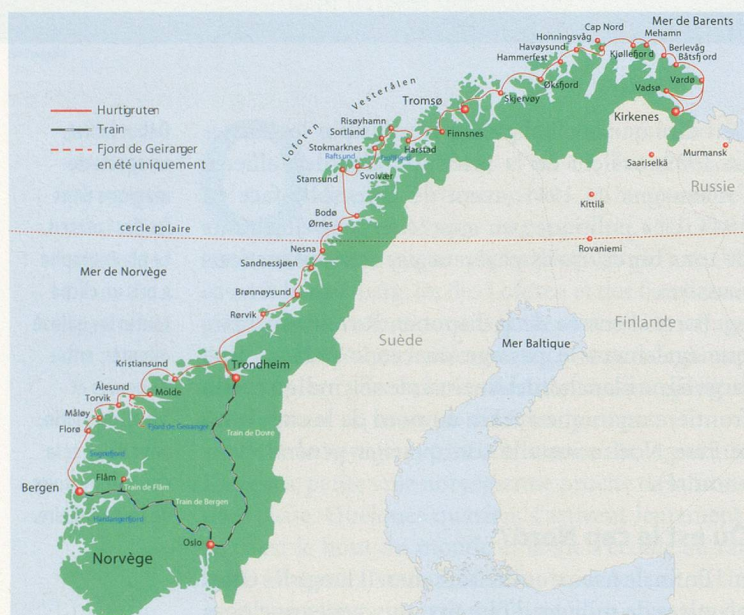 Mer de Barents
Cap Nord
Mehamn
Honningsvåg
Berlevåg
Havøysund
Kjøllefjord
Båtsfjord
Hammerfest
Vardø
Øksfjord
Vadsø
Vesterålen
Tromsø
Skjervøy
Kirkenes
Hurtigruten
Train
Fjord de Geiranger
en été uniquement
Risøyhamn
Sortland
Finnsnes
Lofoten
Stokmarknes
Harstad
Raftsund
Murmansk
Saariselkä
Svolvær
Stamsund
Russie
Kittilä
Bodø
Ørnes
cercle polaire
Nesna
Rovaniemi
Sandnessjøen
Mer de Norvège
Brønnøysund
Rørvik
Finlande
Suède
Mer Baltique
Kristiansund
Trondheim
Ålesund
Molde
Torvik
Måløy
Florø
Fjord de Geiranger
Train de Dovre
Sognefjord
Flåm
Bergen
Train de Flåm
Train de Bergen
Hardangerfjord
Oslo
Norvège